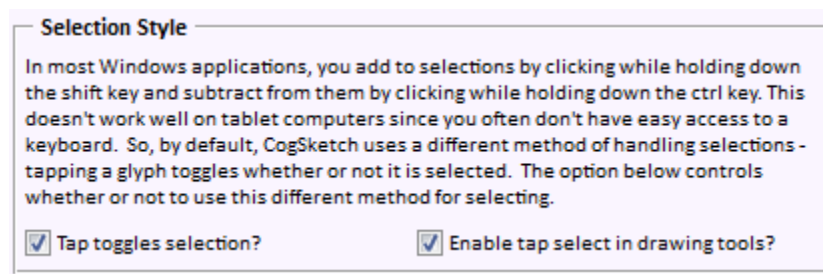 Selection Style
In most Windows applications, you add to selections by clicking while holding down
the shift key and subtract from them by clicking while holding down the ctrl key. This
doesn't work well on tablet computers since you often don't have easy access to a
keyboard.  So, by default, CogSketch uses a different method of handling selections -
tapping a glyph toggles whether or not it is selected.  The option below controls
whether or not to use this different method for selecting.
Tap toggles selection? Enable tap select in drawing tools?